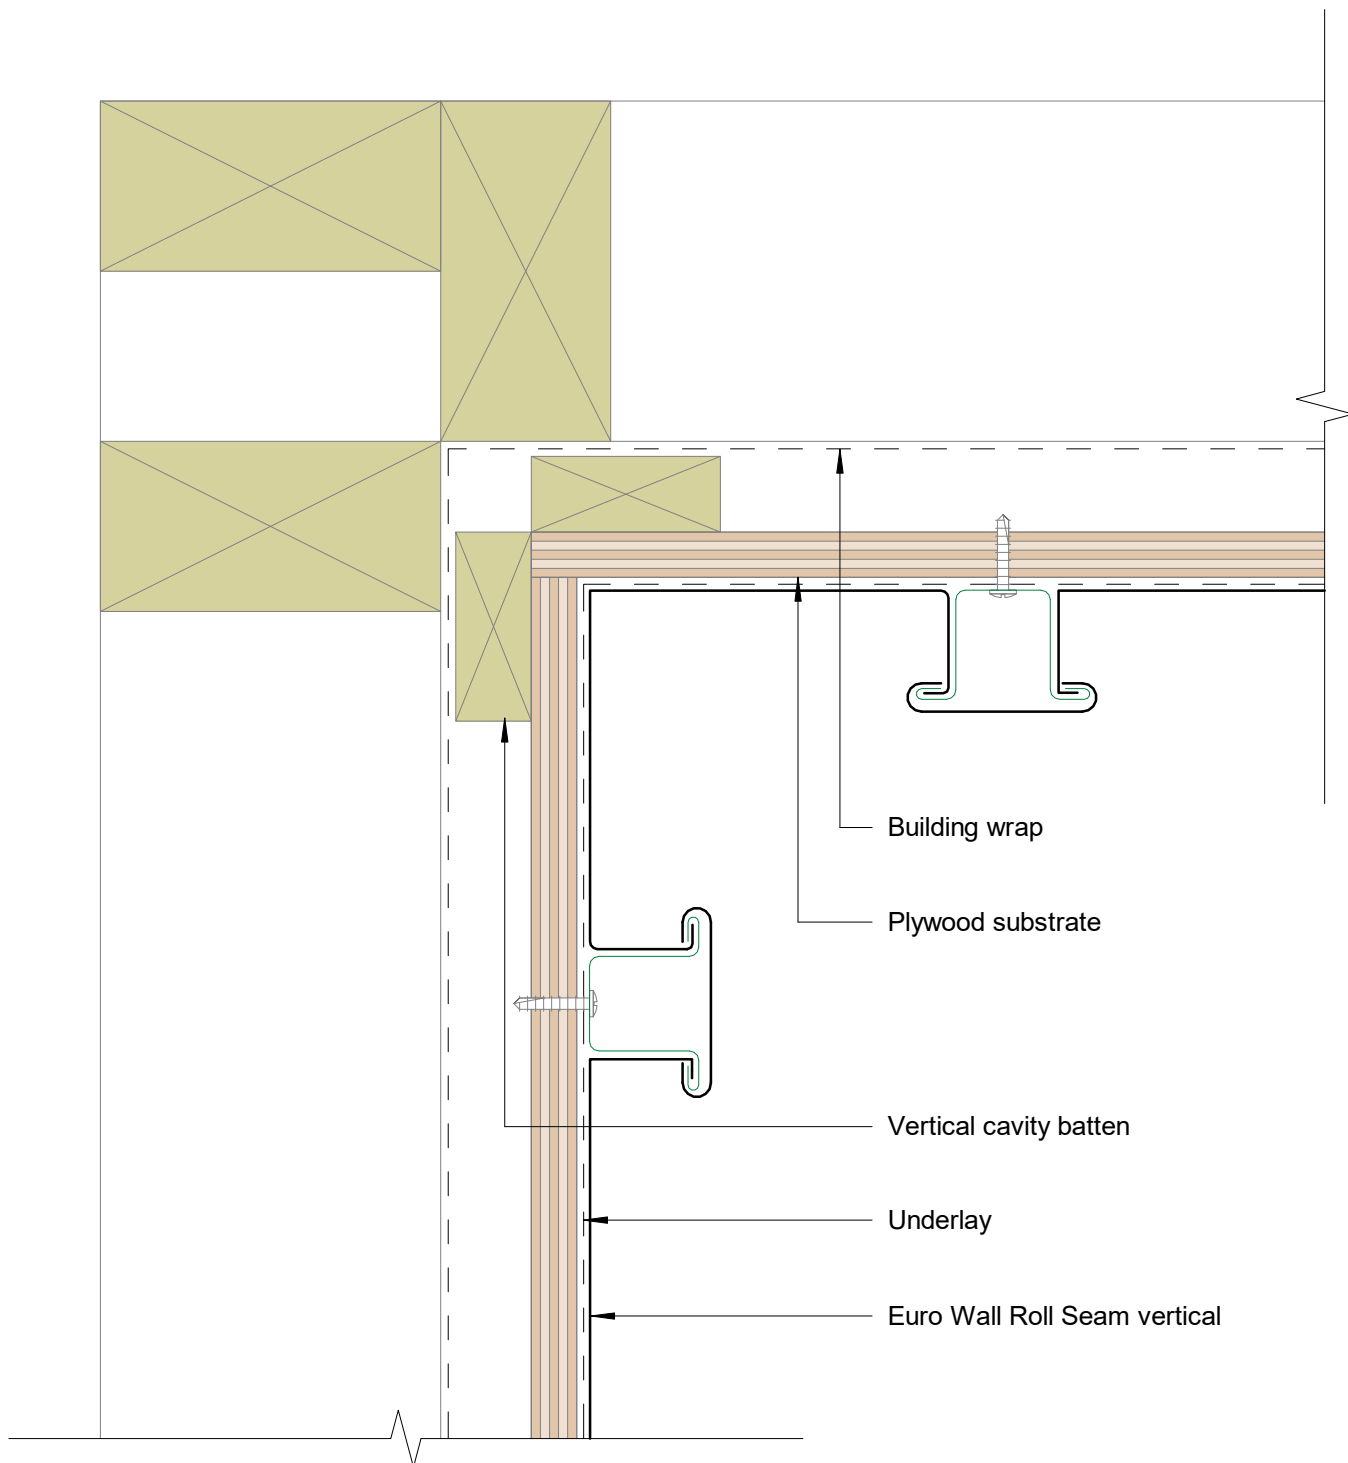 Building wrap
Plywood substrate
Vertical cavity batten
Underlay
Euro Wall Roll Seam vertical